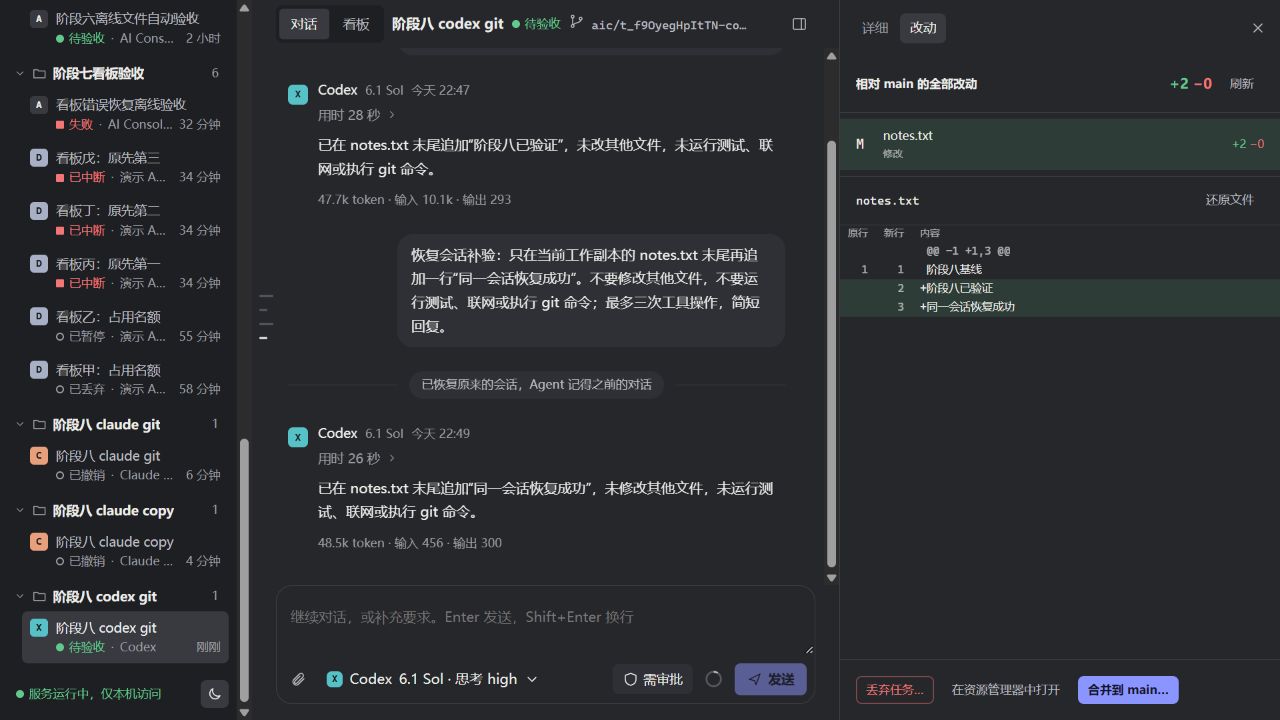 A 阶段六离线文件自动验收
待验收 · AI Cons... 2 小时
阶段七看板验收 6
A 看板错误恢复离线验收
失败 · AI Consol... 32 分钟
D 看板戊：原先第三
已中断 · 演示 A... 34 分钟
D 看板丁：原先第二
已中断 · 演示 A... 34 分钟
D 看板丙：原先第一
已中断 · 演示 A... 34 分钟
D 看板乙：占用名额
已暂停 · 演示 A... 55 分钟
D 看板甲：占用名额
已丢弃 · 演示 A... 58 分钟
阶段八 claude git 1
C 阶段八 claude git
已撤销 · Claude ... 6 分钟
阶段八 claude copy 1
C 阶段八 claude copy
已撤销 · Claude ... 4 分钟
阶段八 codex git 1
X 阶段八 codex git
待验收 · Codex 刚刚
服务运行中，仅本机访问
对话 看板 阶段八 codex git 待验收 aic/t_f9OyegHpItTN-co…
X Codex 6.1 Sol 今天 22:47
用时 28 秒
已在 notes.txt 末尾追加“阶段八已验证”，未改其他文件，未运行测试、联
网或执行 git 命令。
47.7k token · 输入 10.1k · 输出 293
恢复会话补验：只在当前工作副本的 notes.txt 末尾再追
加一行“同一会话恢复成功”。不要修改其他文件，不要运
行测试、联网或执行 git 命令；最多三次工具操作，简短
回复。
已恢复原来的会话，Agent 记得之前的对话
X Codex 6.1 Sol 今天 22:49
用时 26 秒
已在 notes.txt 末尾追加“同一会话恢复成功”，未修改其他文件，未运行测
试、联网或执行 git 命令。
48.5k token · 输入 456 · 输出 300
继续对话，或补充要求。Enter 发送，Shift+Enter 换行
X Codex 6.1 Sol · 思考 high 需审批 发送
详细 改动
相对 main 的全部改动 +2 −0 刷新
M notes.txt +2 −0
修改
notes.txt 还原文件
原行 新行 内容
@@ -1 +1,3 @@
1 1 阶段八基线
2 +阶段八已验证
3 +同一会话恢复成功
丢弃任务... 在资源管理器中打开 合并到 main...